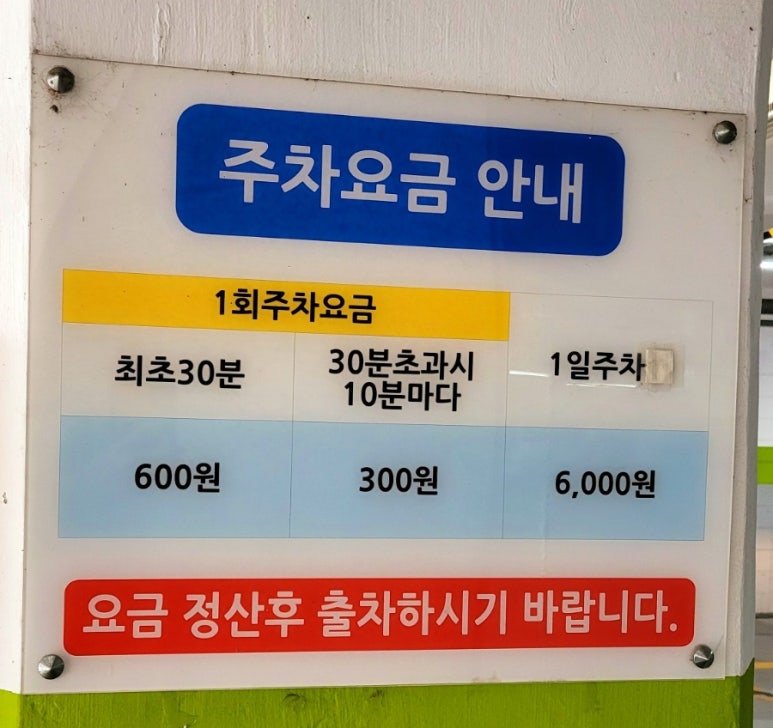 주차요금 안내
1회주차요금
최초30분
30분초과시
10분마다
1일주차
600원
300원
6,000원
요금 정산후 출차하시기 바랍니다.